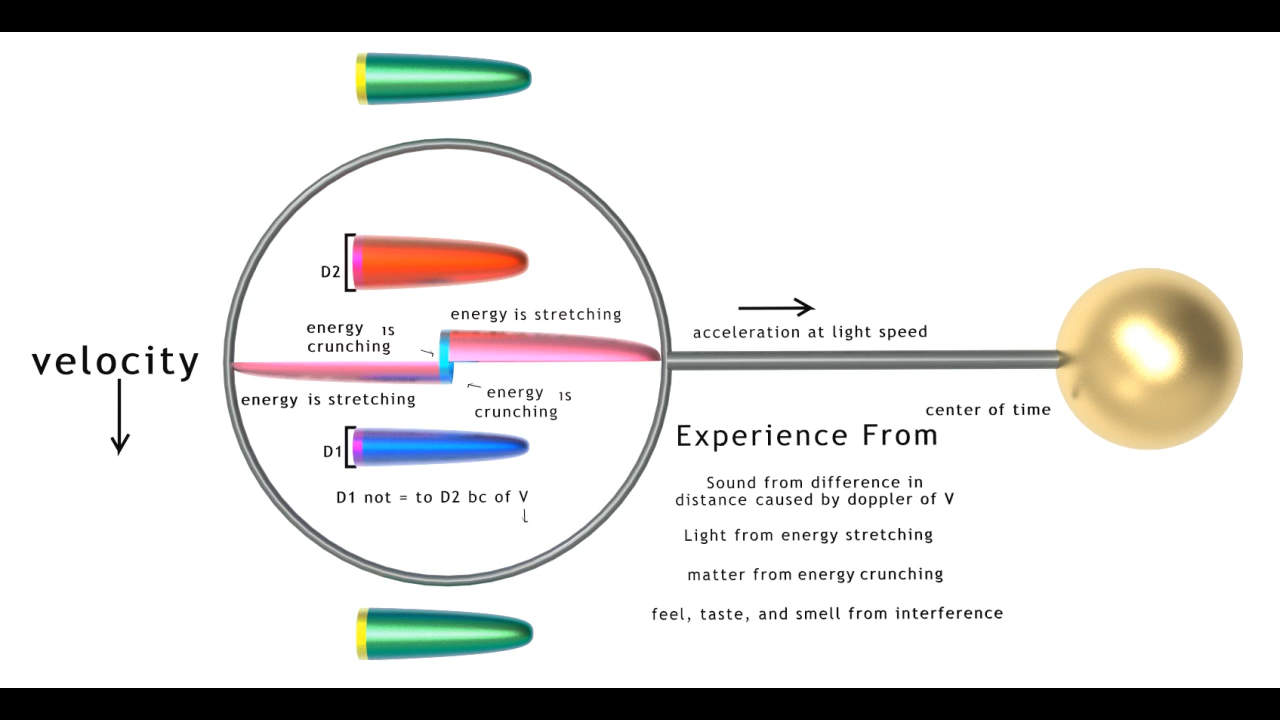 D2
energy is stretching
energy is
crunching
velocity
acceleration at light speed
energy is stretching
energy is
crunching
center of time
D1
Experience From
D1 not = to D2 bc of V
Sound from difference in
distance caused by doppler of V
Light from energy stretching
matter from energy crunching
feel, taste, and smell from interference